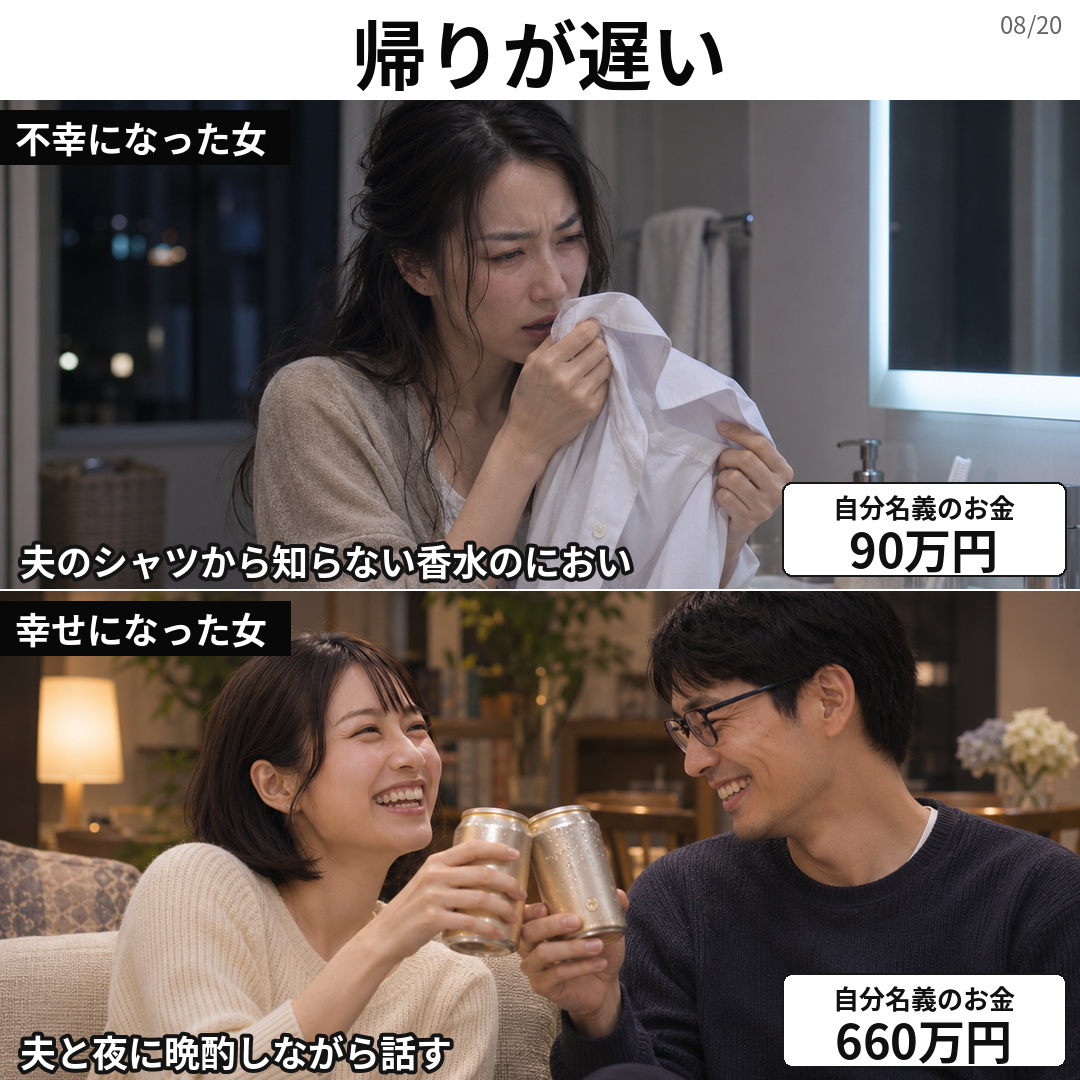 08/20
帰りが遅い
不幸になった女
夫のシャツから知らない香水のにおい
自分名義のお金
90万円
幸せになった女
夫と夜に晩酌しながら話す
自分名義のお金
660万円